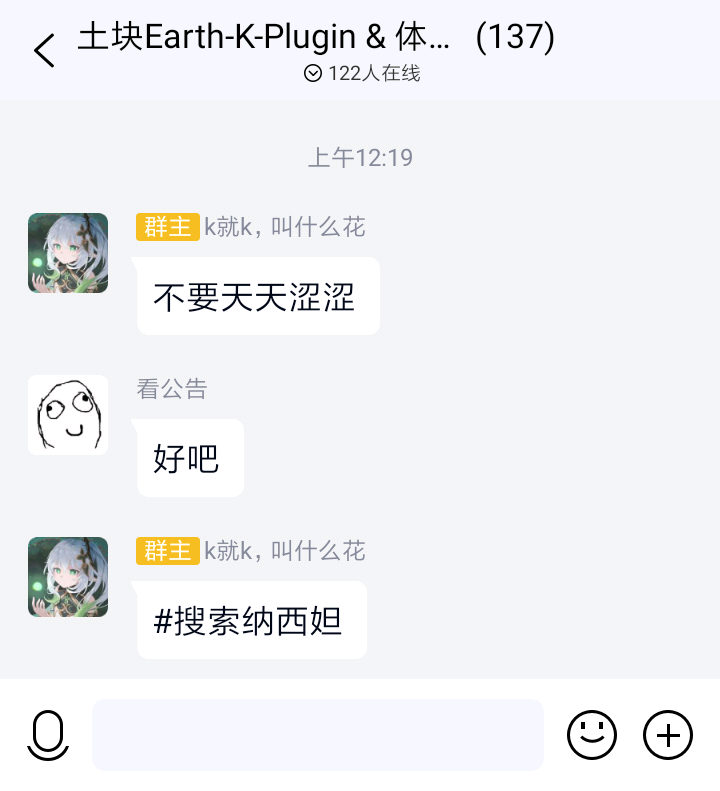 土块Earth-K-Plugin & 体... (137)
122人在线
上午12:19
群主 k就k，叫什么花
不要天天涩涩
看公告
好吧
群主 k就k，叫什么花
#搜索纳西妲